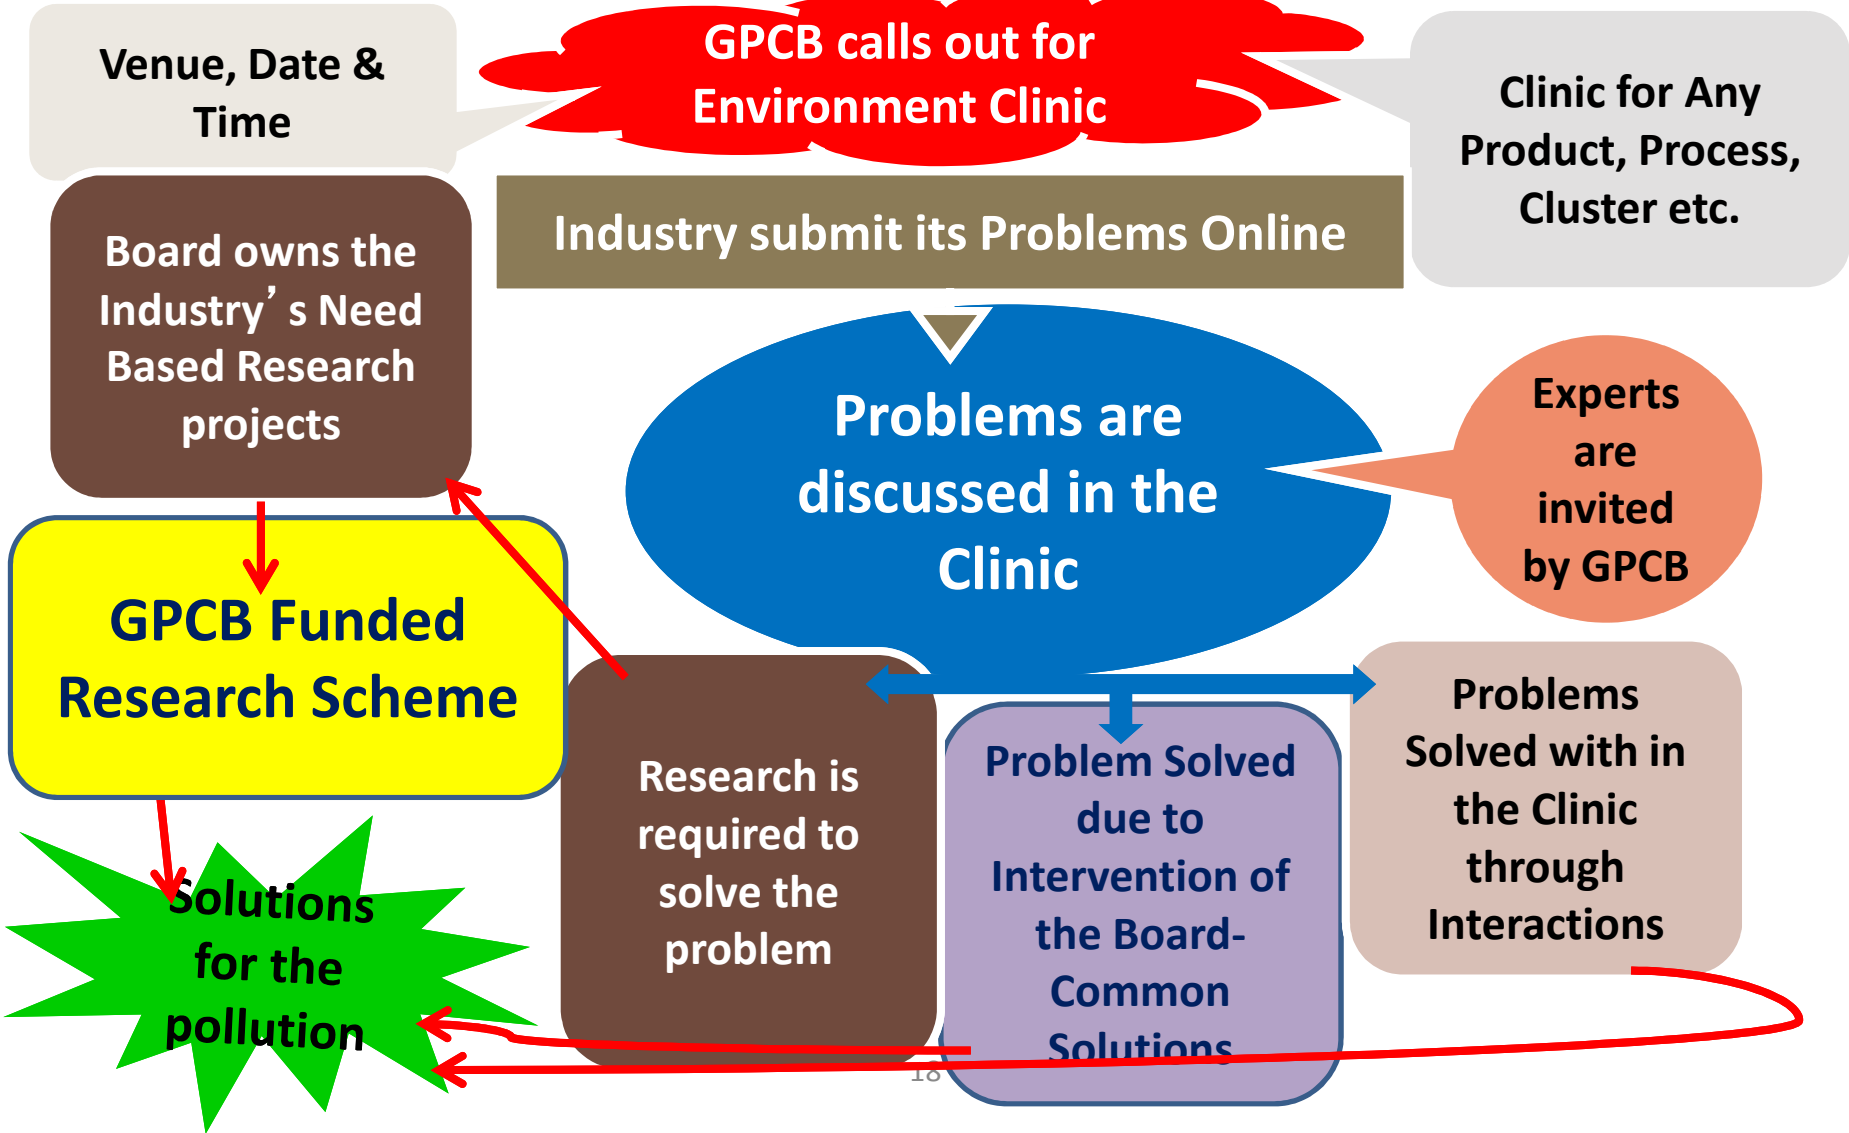 Venue, Date &
Time
GPCB calls out for
Environment Clinic
Clinic for Any
Product, Process,
Cluster etc.
Industry submit its Problems Online
Board owns the
Industry’s Need
Based Research
projects
Problems are
discussed in the
Clinic
Experts
are
invited
by GPCB
GPCB Funded
Research Scheme
Research is
required to
solve the
problem
Problem Solved
due to
Intervention of
the Board-
Common
Solutions
Problems
Solved with in
the Clinic
through
Interactions
Solutions
for the
pollution
18